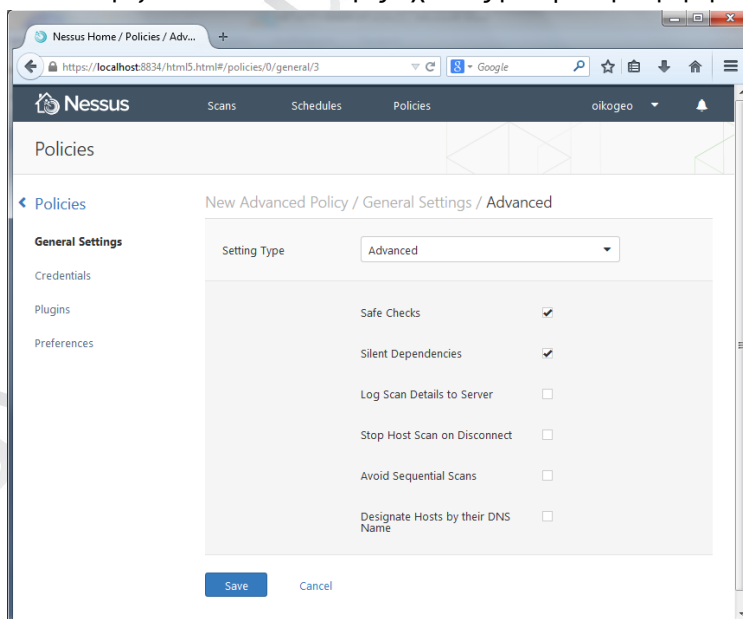 Nessus Home / Policies / Adv...
https://localhost:8834/html5.html#/policies/0/general/3
Google
Nessus
Scans
Schedules
Policies
oikogeo
Policies
Policies
New Advanced Policy / General Settings / Advanced
General Settings
Setting Type
Advanced
Credentials
Plugins
Safe Checks
Preferences
Silent Dependencies
Log Scan Details to Server
Stop Host Scan on Disconnect
Avoid Sequential Scans
Designate Hosts by their DNS
Name
Save
Cancel